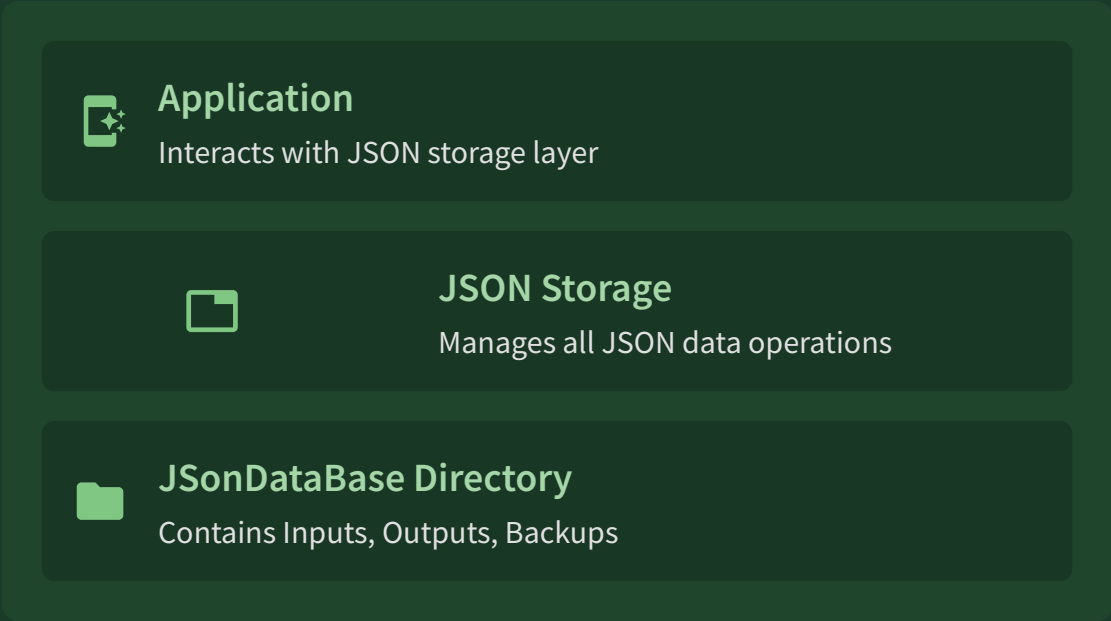 Application
Interacts with JSON storage layer
JSON Storage
Manages all JSON data operations
JSonDataBase Directory
Contains Inputs, Outputs, Backups